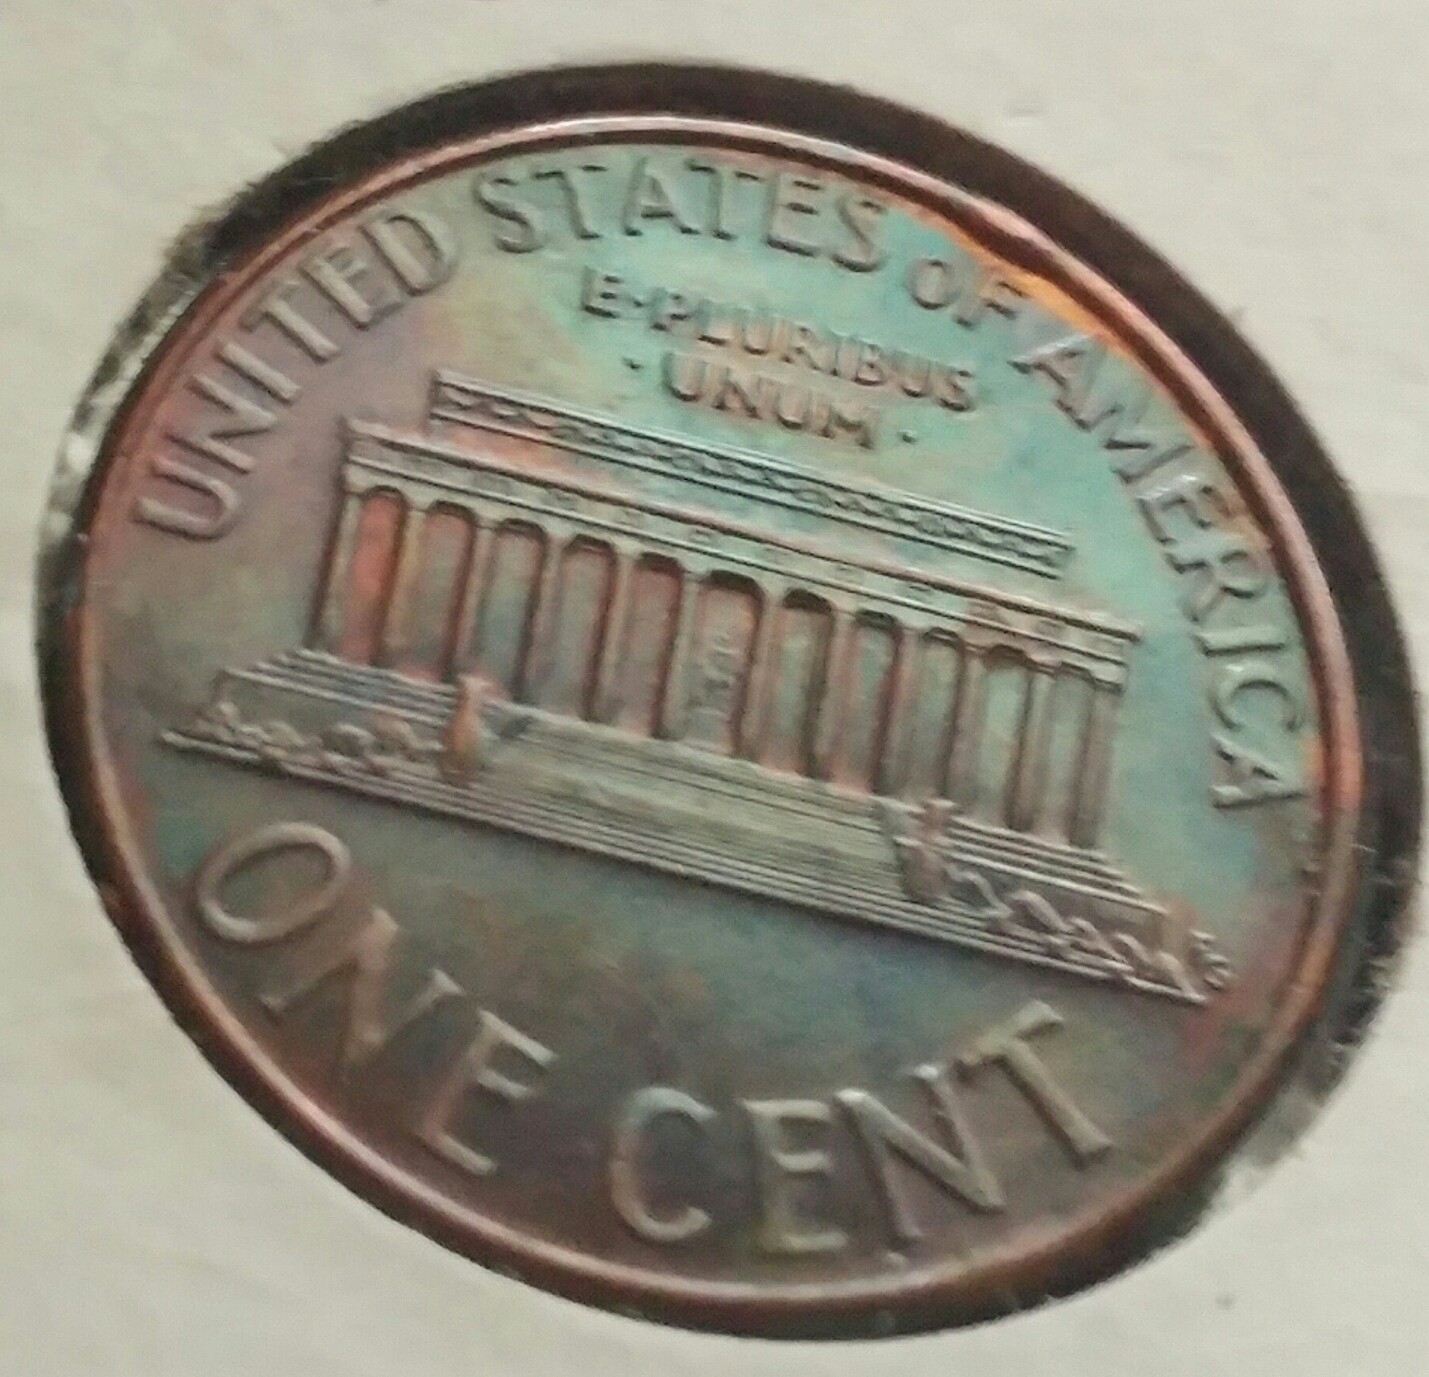 UNITED STATES OF AMERICA
E·PLURIBUS
·UNUM·
ONE CENT